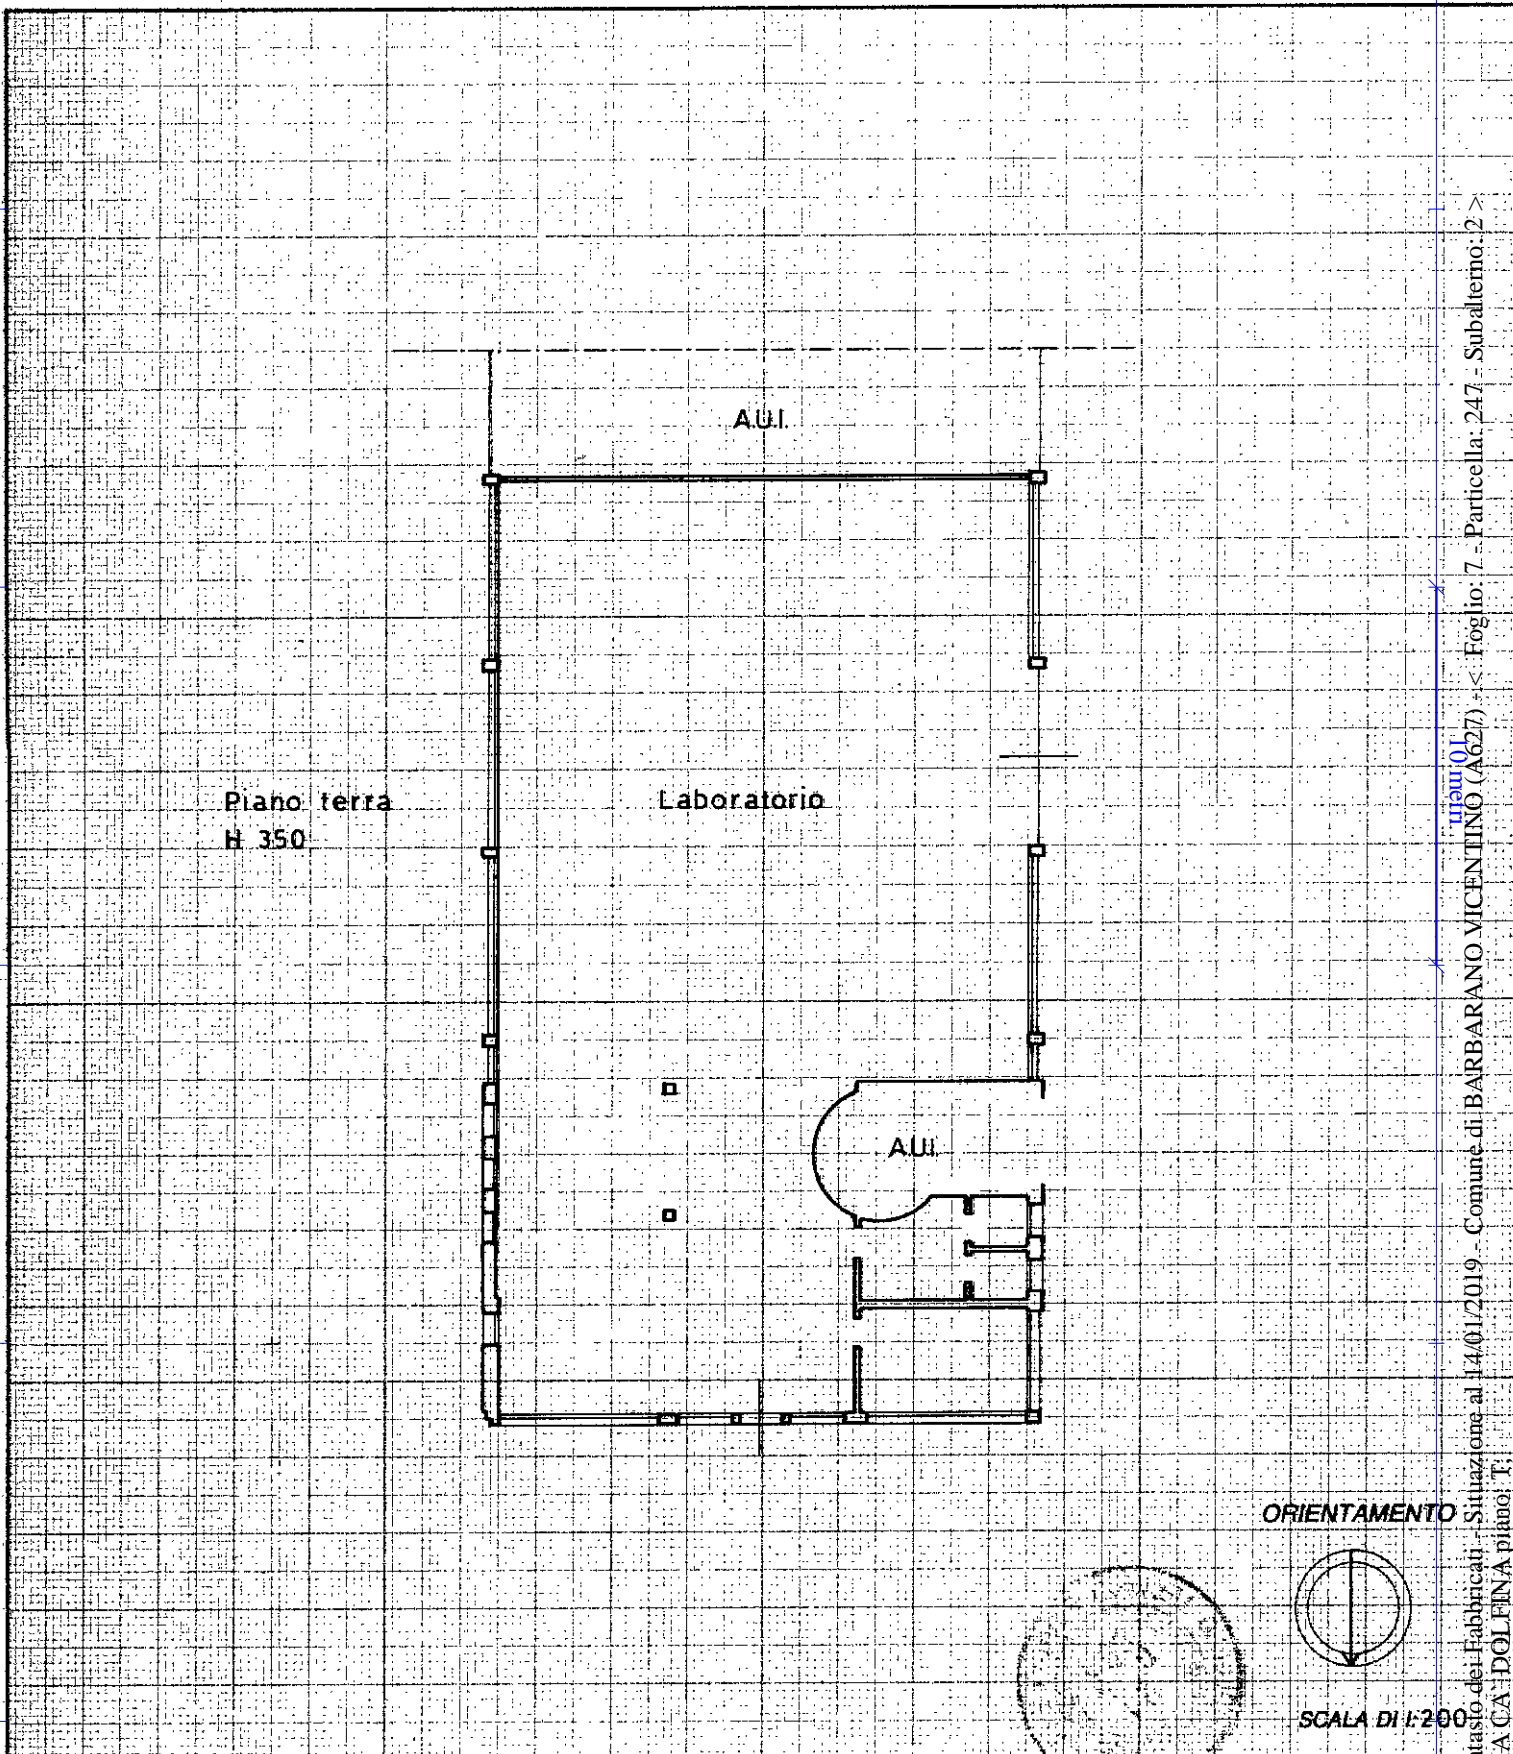 A.U.I.
Piano terra
H 350
Laboratorio
A.U.I.
ORIENTAMENTO
SCALA DI 1:200
10 metri
dei Fabbricati - Situazione al 14/01/2019 - Comune di BARBARANO VICENTINO (A627) - < Foglio: 7 - Particella: 247 - Subalterno: 2 >
CA' DOLFINA piano: T;